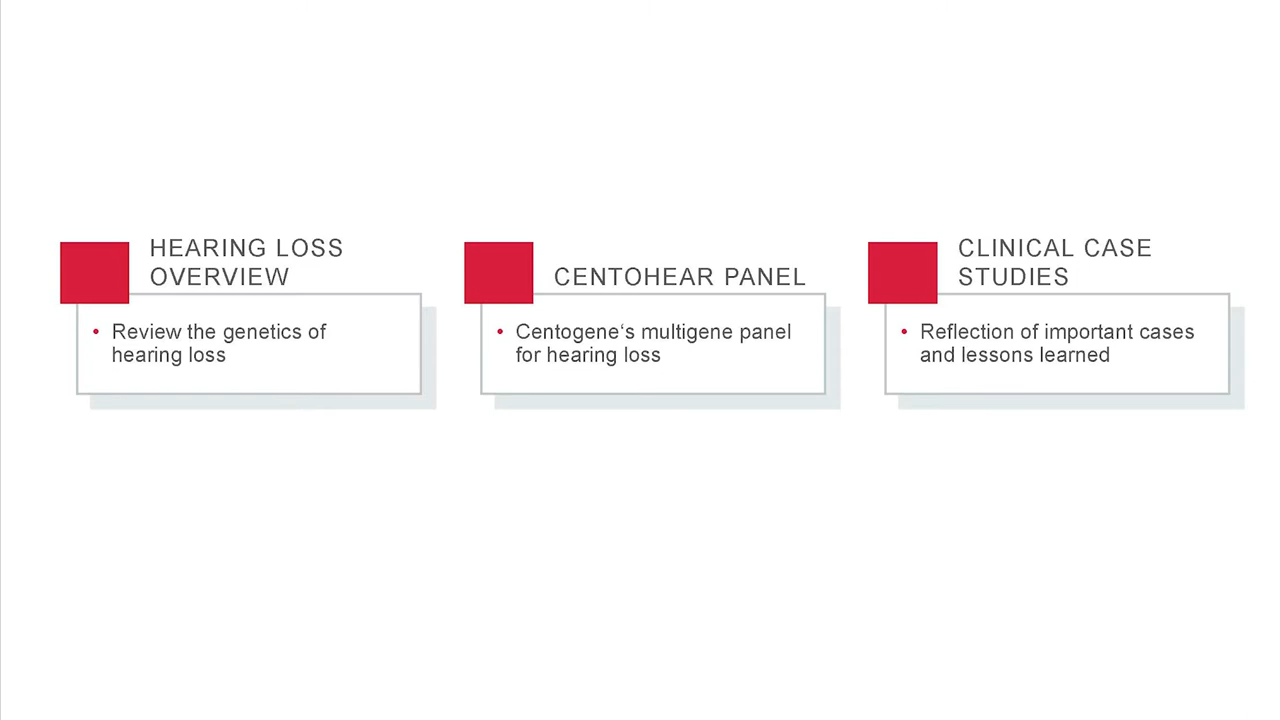 HEARING LOSS
OVERVIEW
• Review the genetics of
hearing loss
CENTOHEAR PANEL
• Centogene‘s multigene panel
for hearing loss
CLINICAL CASE
STUDIES
• Reflection of important cases
and lessons learned